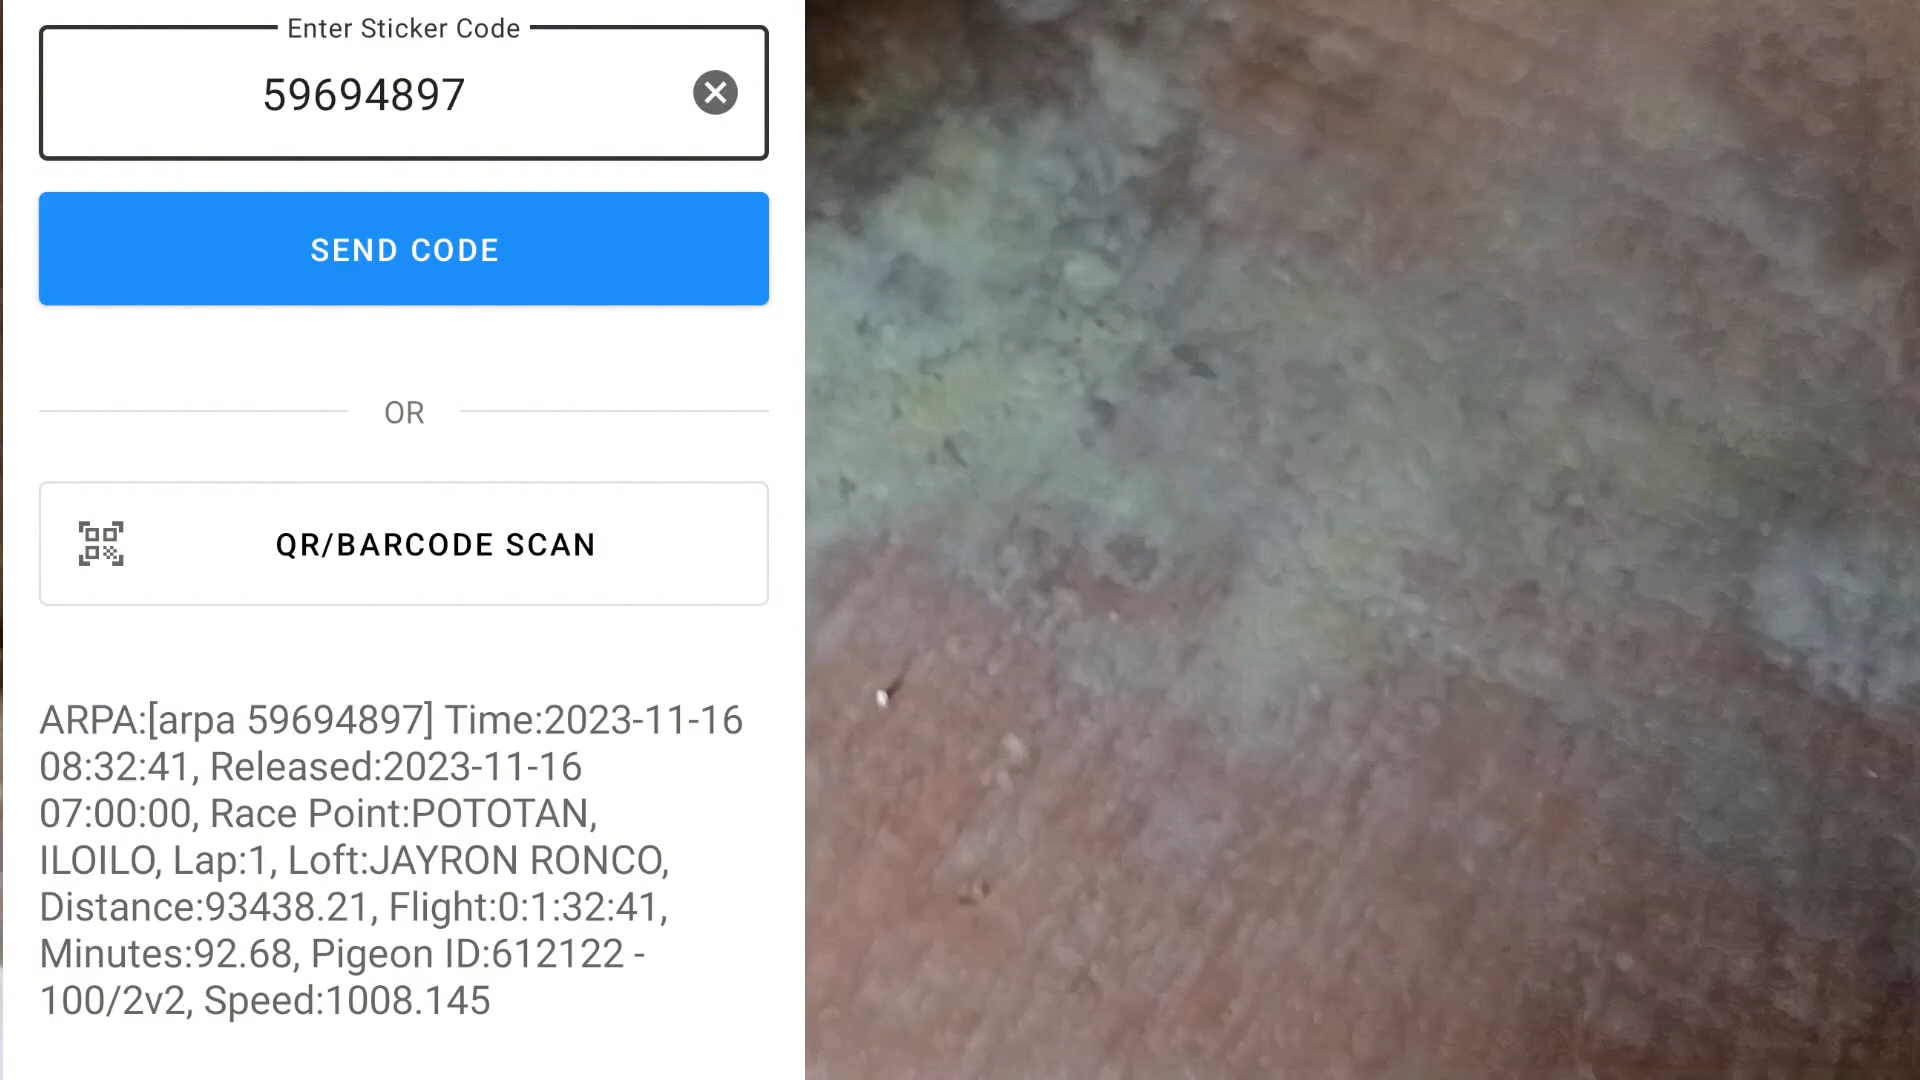 Enter Sticker Code
59694897
SEND CODE
OR
QR/BARCODE SCAN
ARPA:[arpa 59694897] Time:2023-11-16
08:32:41, Released:2023-11-16
07:00:00, Race Point:POTOTAN,
ILOILO, Lap:1, Loft:JAYRON RONCO,
Distance:93438.21, Flight:0:1:32:41,
Minutes:92.68, Pigeon ID:612122 -
100/2v2, Speed:1008.145